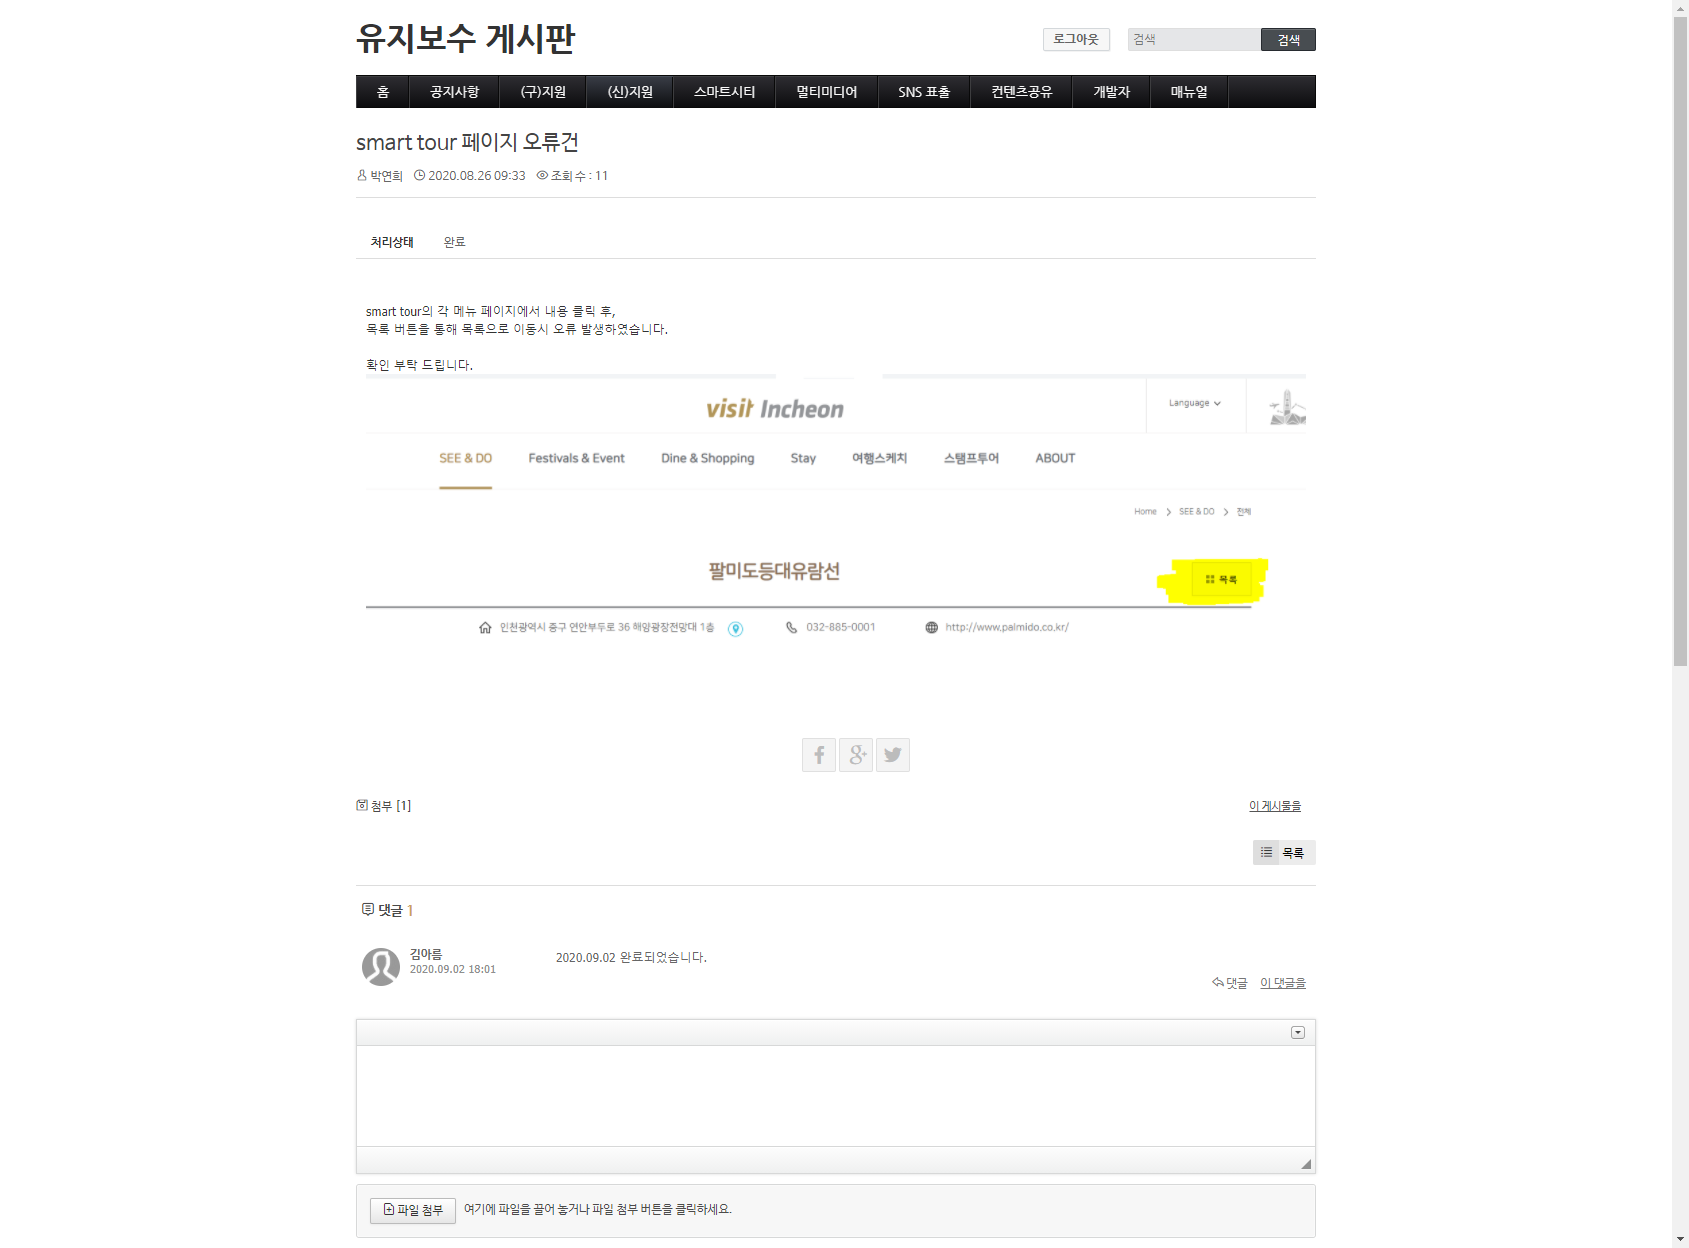 유지보수 게시판
로그아웃
검색
검색
홈 공지사항 (구)지원 (신)지원 스마트시티 멀티미디어 SNS 표출 컨텐츠공유 개발자 매뉴얼
smart tour 페이지 오류건
박연희 2020.08.26 09:33 조회 수 : 11
처리상태 완료
smart tour의 각 메뉴 페이지에서 내용 클릭 후,
목록 버튼을 통해 목록으로 이동시 오류 발생하였습니다.
확인 부탁 드립니다.
visit Incheon
Language
SEE & DO Festivals & Event Dine & Shopping Stay 여행스케치 스탬프투어 ABOUT
Home > SEE & DO > 전체
팔미도등대유람선
목록
인천광역시 중구 연안부두로 36 해양광장전망대 1층 032-885-0001 http://www.palmido.co.kr/
첨부 [1]
이 게시물을
목록
댓글 1
김아름
2020.09.02 18:01
2020.09.02 완료되었습니다.
댓글 이 댓글을
파일 첨부 여기에 파일을 끌어 놓거나 파일 첨부 버튼을 클릭하세요.